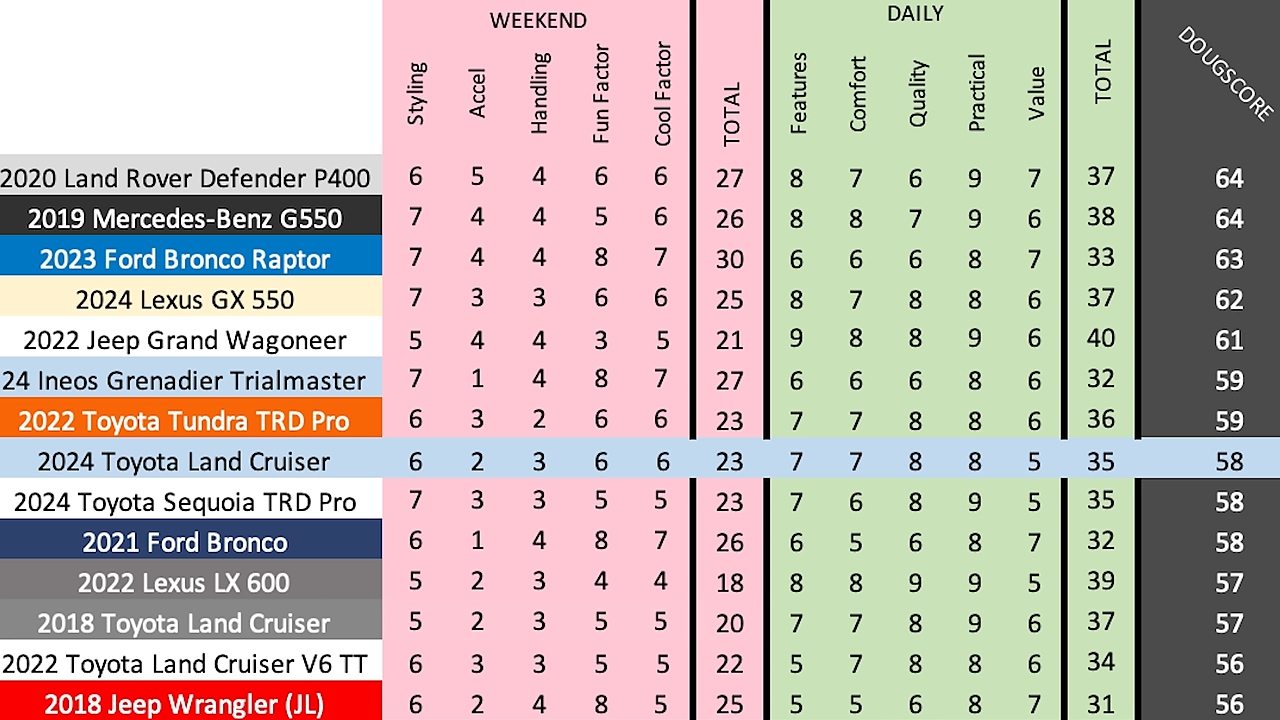 WEEKEND DAILY
Styling Accel Handling Fun Factor Cool Factor TOTAL Features Comfort Quality Practical Value TOTAL DOUGSCORE
2020 Land Rover Defender P400 6 5 4 6 6 27 8 7 6 9 7 37 64
2019 Mercedes-Benz G550 7 4 4 5 6 26 8 8 7 9 6 38 64
2023 Ford Bronco Raptor 7 4 4 8 7 30 6 6 6 8 7 33 63
2024 Lexus GX 550 7 3 3 6 6 25 8 7 8 8 6 37 62
2022 Jeep Grand Wagoneer 5 4 4 3 5 21 9 8 8 9 6 40 61
24 Ineos Grenadier Trialmaster 7 1 4 8 7 27 6 6 6 8 6 32 59
2022 Toyota Tundra TRD Pro 6 3 2 6 6 23 7 7 8 8 6 36 59
2024 Toyota Land Cruiser 6 2 3 6 6 23 7 7 8 8 5 35 58
2024 Toyota Sequoia TRD Pro 7 3 3 5 5 23 7 6 8 9 5 35 58
2021 Ford Bronco 6 1 4 8 7 26 6 5 6 8 7 32 58
2022 Lexus LX 600 5 2 3 4 4 18 8 8 9 9 5 39 57
2018 Toyota Land Cruiser 5 2 3 5 5 20 7 7 8 9 6 37 57
2022 Toyota Land Cruiser V6 TT 6 3 3 5 5 22 5 7 8 8 6 34 56
2018 Jeep Wrangler (JL) 6 2 4 8 5 25 5 5 6 8 7 31 56